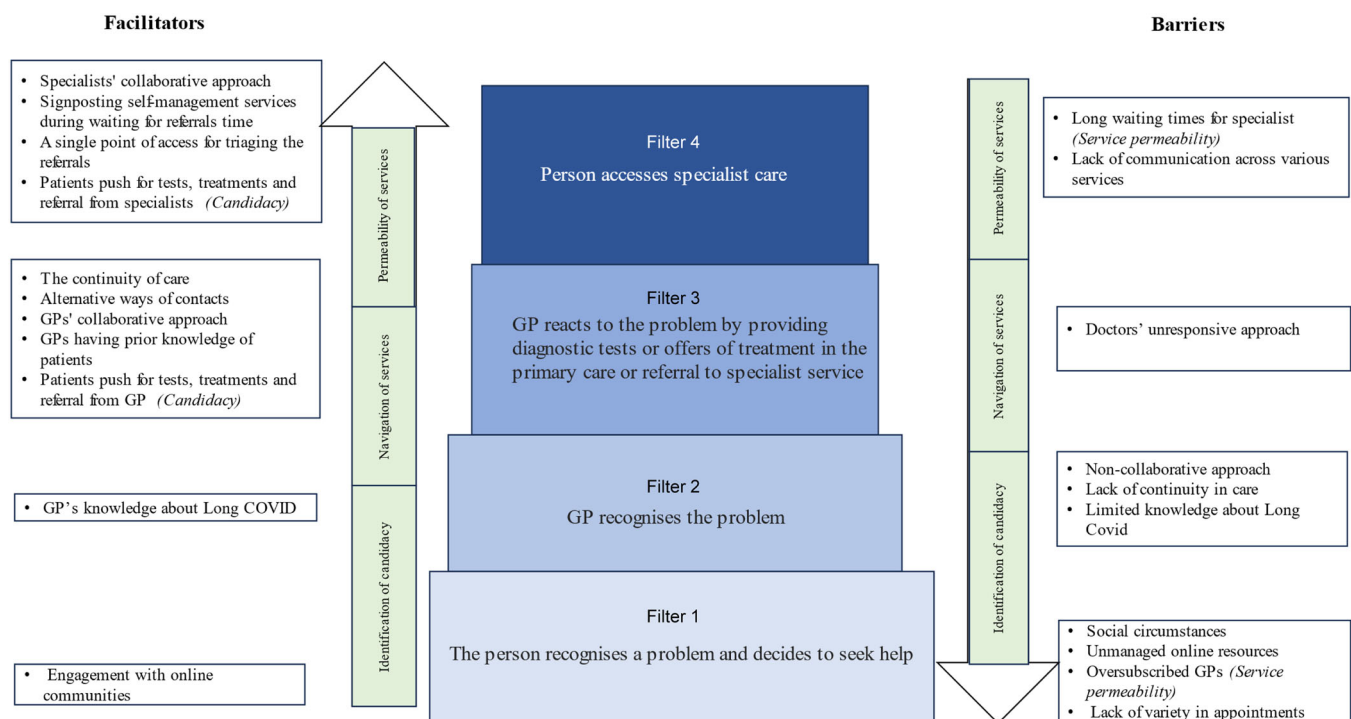 Facilitators
• Specialists' collaborative approach
• Signposting self-management services
during waiting for referrals time
• A single point of access for triaging the
referrals
• Patients push for tests, treatments and
referral from specialists (Candidacy)
• The continuity of care
• Alternative ways of contacts
• GPs' collaborative approach
• GPs having prior knowledge of
patients
• Patients push for tests, treatments and
referral from GP (Candidacy)
• GP's knowledge about Long COVID
• Engagement with online
communities
Permeability of services
Navigation of services
Identification of candidacy
Filter 4
Person accesses specialist care
Filter 3
GP reacts to the problem by providing
diagnostic tests or offers of treatment in the
primary care or referral to specialist service
Filter 2
GP recognises the problem
Filter 1
The person recognises a problem and decides to seek help
Permeability of services
Navigation of services
Identification of candidacy
Barriers
• Long waiting times for specialist
(Service permeability)
• Lack of communication across various
services
• Doctors' unresponsive approach
• Non-collaborative approach
• Lack of continuity in care
• Limited knowledge about Long
Covid
• Social circumstances
• Unmanaged online resources
• Oversubscribed GPs (Service
permeability)
• Lack of variety in appointments